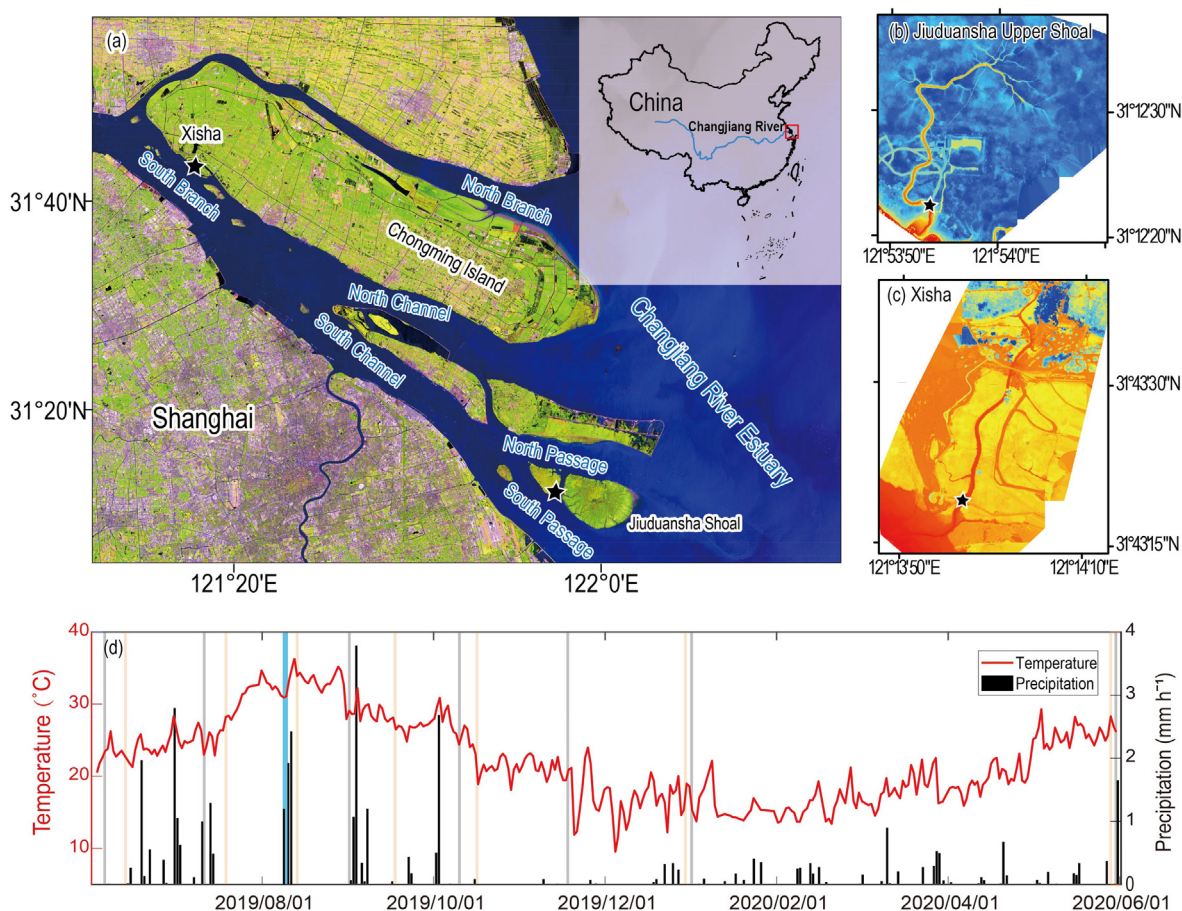 (a)
Xisha
South Branch
North Branch
Chongming Island
North Channel
South Channel
Shanghai
North Passage
South Passage
Jiuduansha Shoal
Changjiang River Estuary
China
Changjiang River
31°40'N
31°20'N
121°20'E
122°0'E
(b) Jiuduansha Upper Shoal
31°12'30"N
31°12'20"N
121°53'50"E
121°54'0"E
(c) Xisha
31°43'30"N
31°43'15"N
121°13'50"E
121°14'10"E
(d)
Temperature (°C)
40
30
20
10
Temperature
Precipitation
Precipitation (mm h⁻¹)
4
3
2
1
0
2019/08/01
2019/10/01
2019/12/01
2020/02/01
2020/04/01
2020/06/01